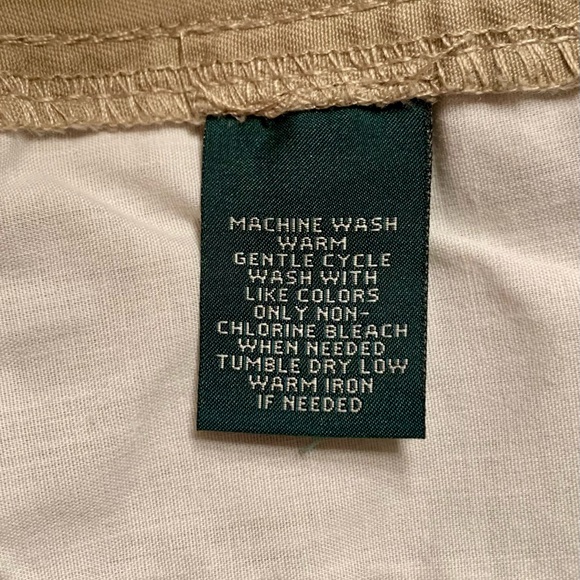 MACHINE WASH
WARM
GENTLE CYCLE
WASH WITH
LIKE COLORS
ONLY NON-
CHLORINE BLEACH
WHEN NEEDED
TUMBLE DRY LOW
WARM IRON
IF NEEDED